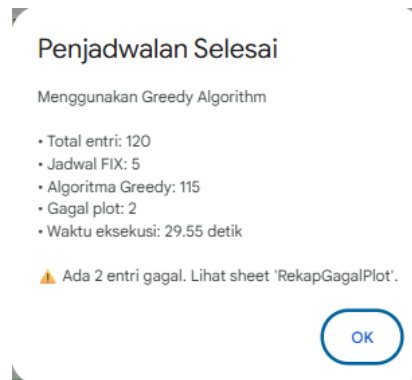 Penjadwalan Selesai
Menggunakan Greedy Algorithm
• Total entri: 120
• Jadwal FIX: 5
• Algoritma Greedy: 115
• Gagal plot: 2
• Waktu eksekusi: 29.55 detik
⚠️ Ada 2 entri gagal. Lihat sheet 'RekapGagalPlot'.
OK